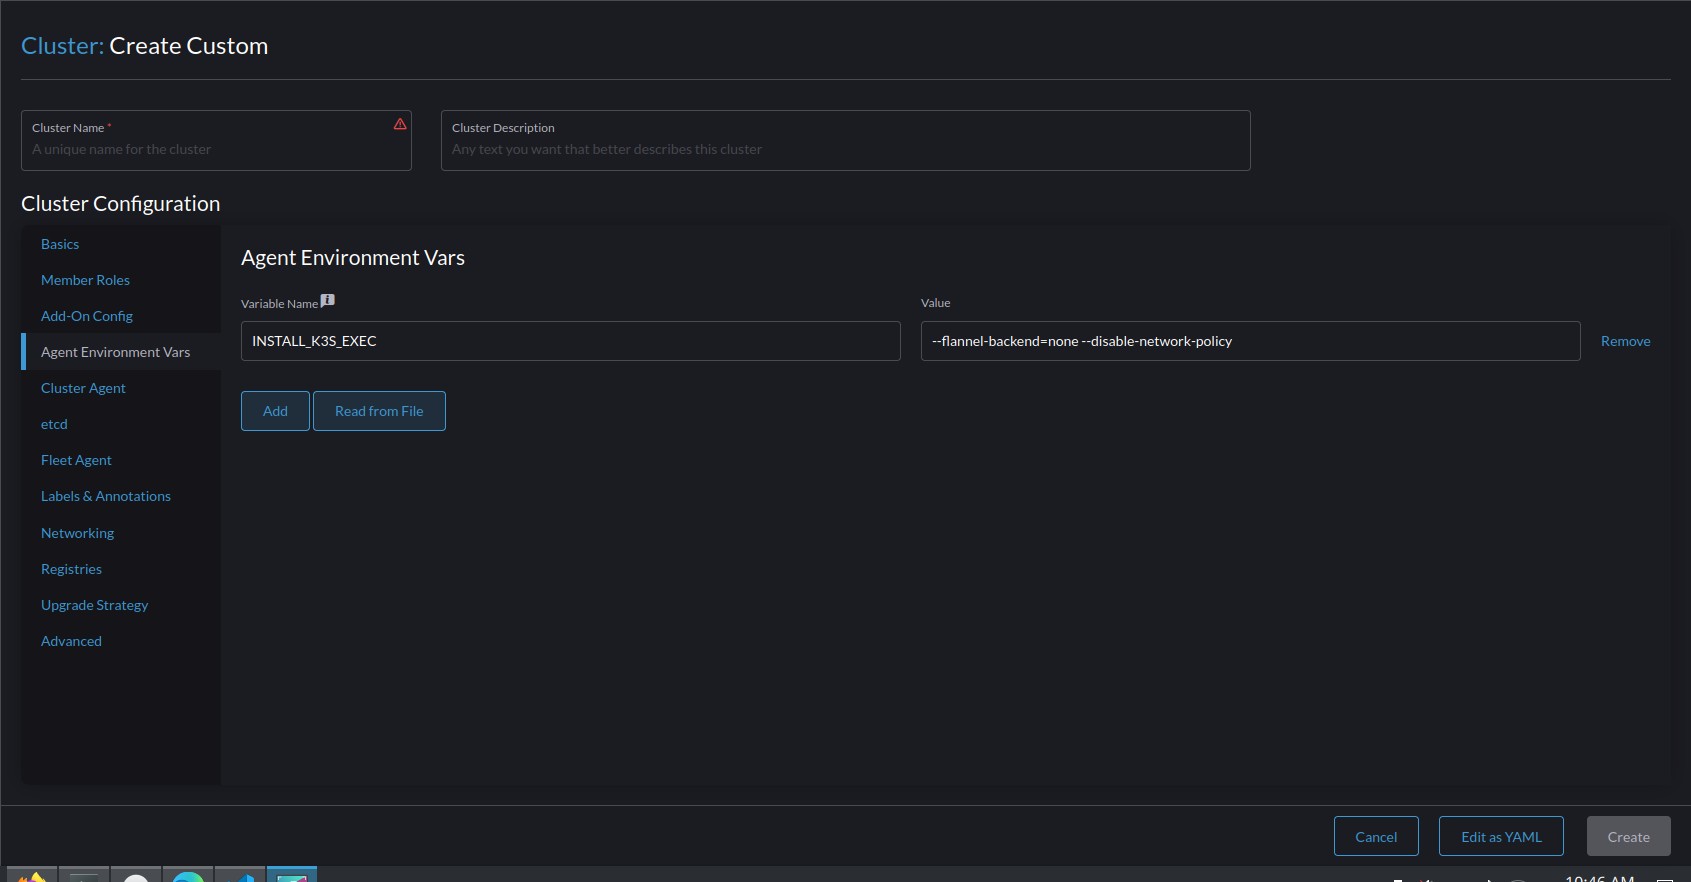 Cluster: Create Custom
Cluster Name *
A unique name for the cluster
Cluster Description
Any text you want that better describes this cluster
Cluster Configuration
Basics
Member Roles
Add-On Config
Agent Environment Vars
Cluster Agent
etcd
Fleet Agent
Labels & Annotations
Networking
Registries
Upgrade Strategy
Advanced
Agent Environment Vars
Variable Name
Value
INSTALL_K3S_EXEC
--flannel-backend=none --disable-network-policy
Remove
Add
Read from File
Cancel
Edit as YAML
Create
10:46 AM